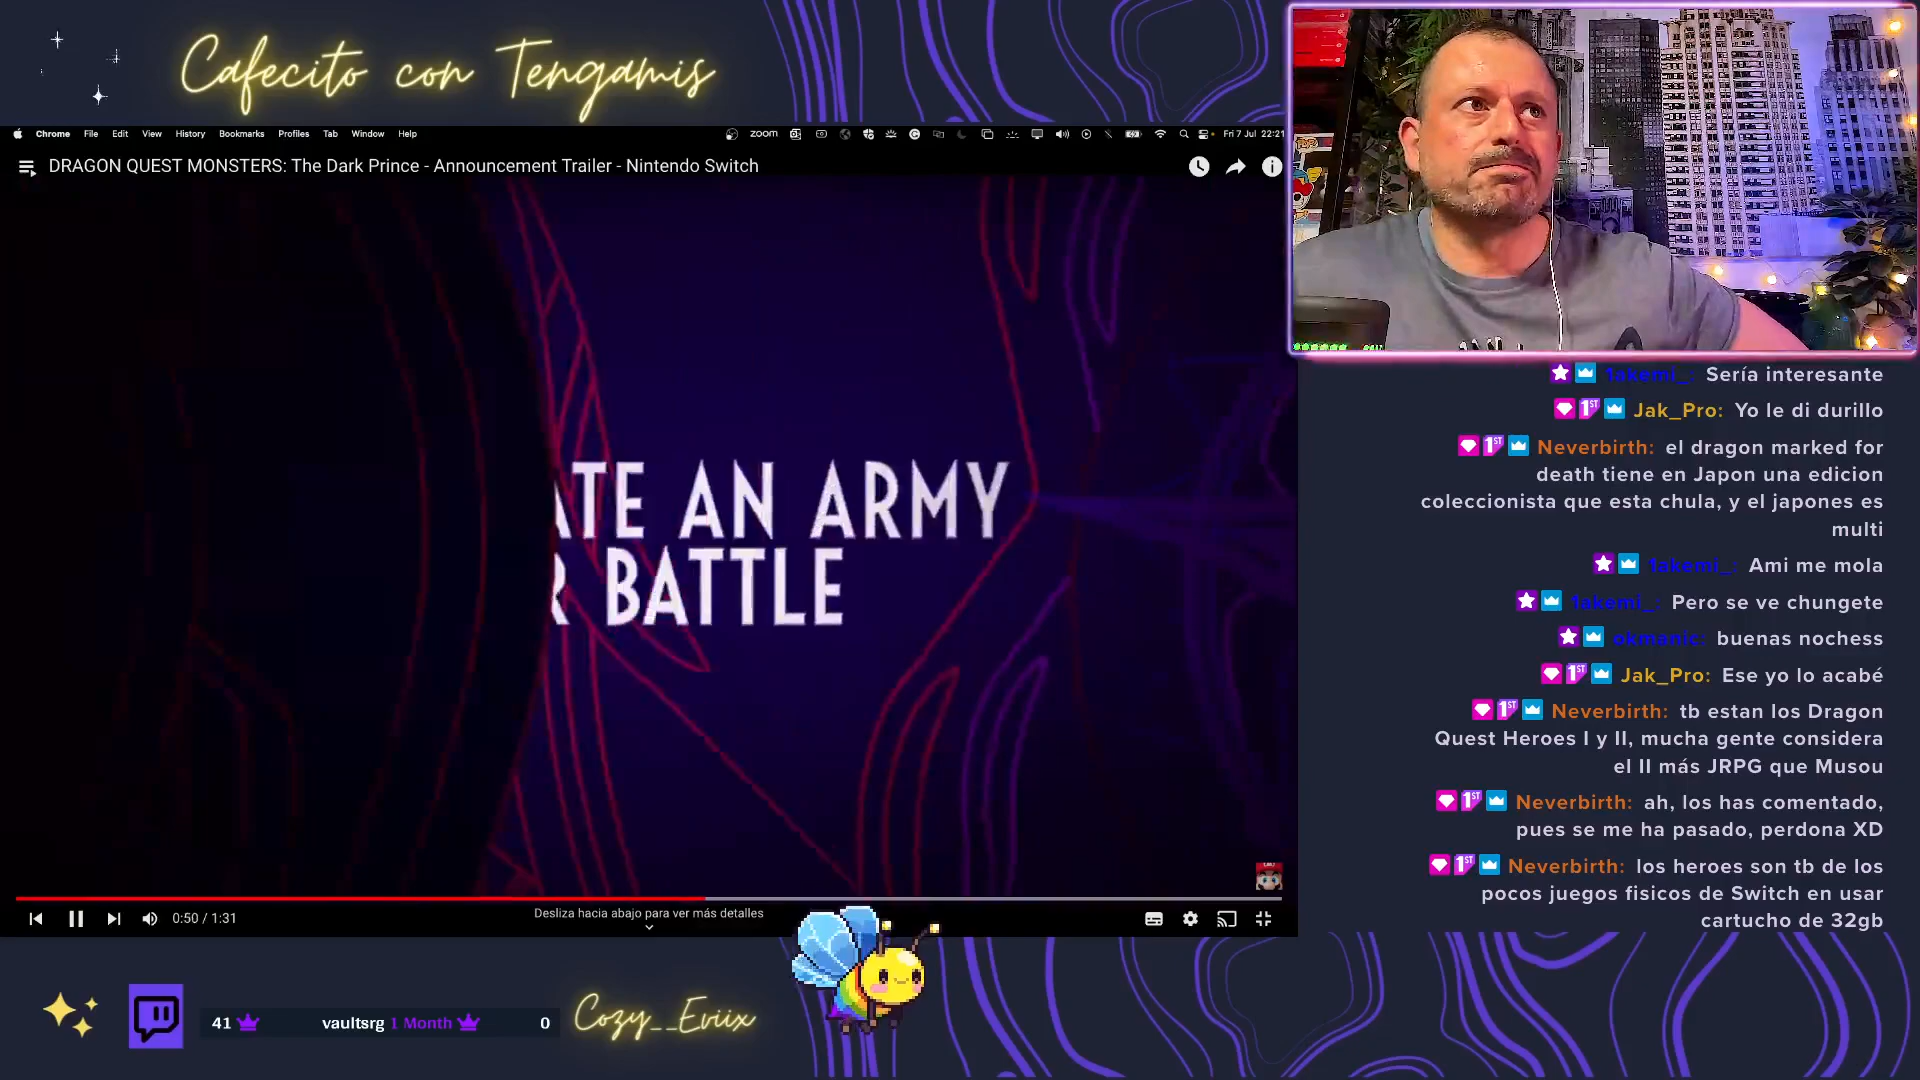 Cafecito con Tengamis
Chrome File Edit View History Bookmarks Profiles Tab Window Help zoom Fri 7 Jul 22:21
DRAGON QUEST MONSTERS: The Dark Prince - Announcement Trailer - Nintendo Switch
ATE AN ARMY
R BATTLE
0:50 / 1:31
Desliza hacia abajo para ver más detalles
1akemi_: Sería interesante
1ST Jak_Pro: Yo le di durillo
1ST Neverbirth: el dragon marked for
death tiene en Japon una edicion
coleccionista que esta chula, y el japones es
multi
1akemi_: Ami me mola
1akemi_: Pero se ve chungete
okmanic: buenas nochess
1ST Jak_Pro: Ese yo lo acabé
1ST Neverbirth: tb estan los Dragon
Quest Heroes I y II, mucha gente considera
el II más JRPG que Musou
1ST Neverbirth: ah, los has comentado,
pues se me ha pasado, perdona XD
1ST Neverbirth: los heroes son tb de los
pocos juegos fisicos de Switch en usar
cartucho de 32gb
41 vaultsrg 1 Month 0
Cozy__Eviix